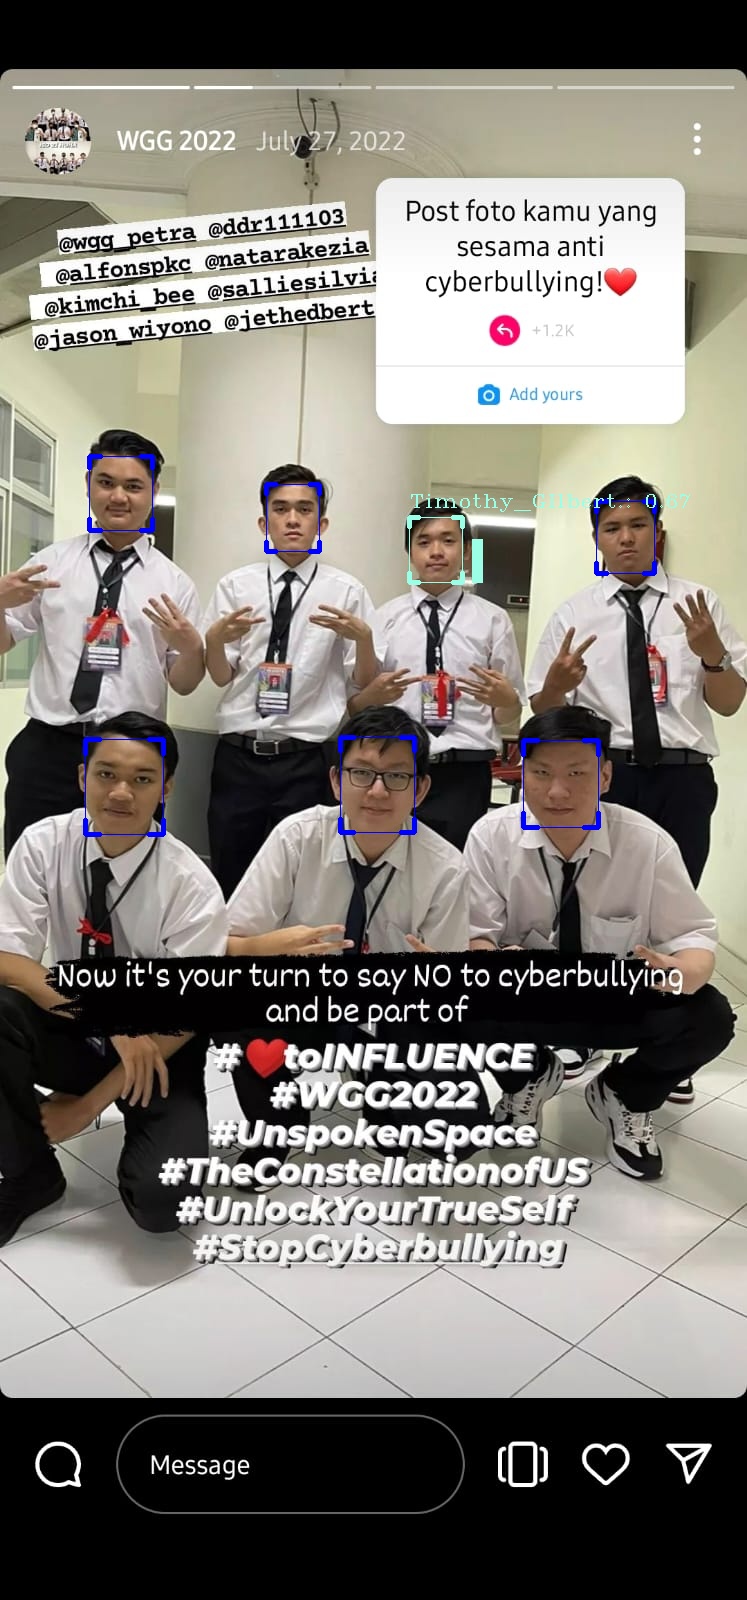 WGG 2022 July 27, 2022
@wgg_petra @ddr111103
@alfonspkc @natarakezia
@kimchi_bee @salliesilvia
@jason_wiyono @jethedbert
Post foto kamu yang
sesama anti
cyberbullying!❤️
+1.2K
Add yours
Timothy_Gilbert.: 0.67
Now it's your turn to say NO to cyberbullying
and be part of
#❤️toINFLUENCE
#WGG2022
#UnspokenSpace
#TheConstellationofUS
#UnlockYourTrueSelf
#StopCyberbullying
Message